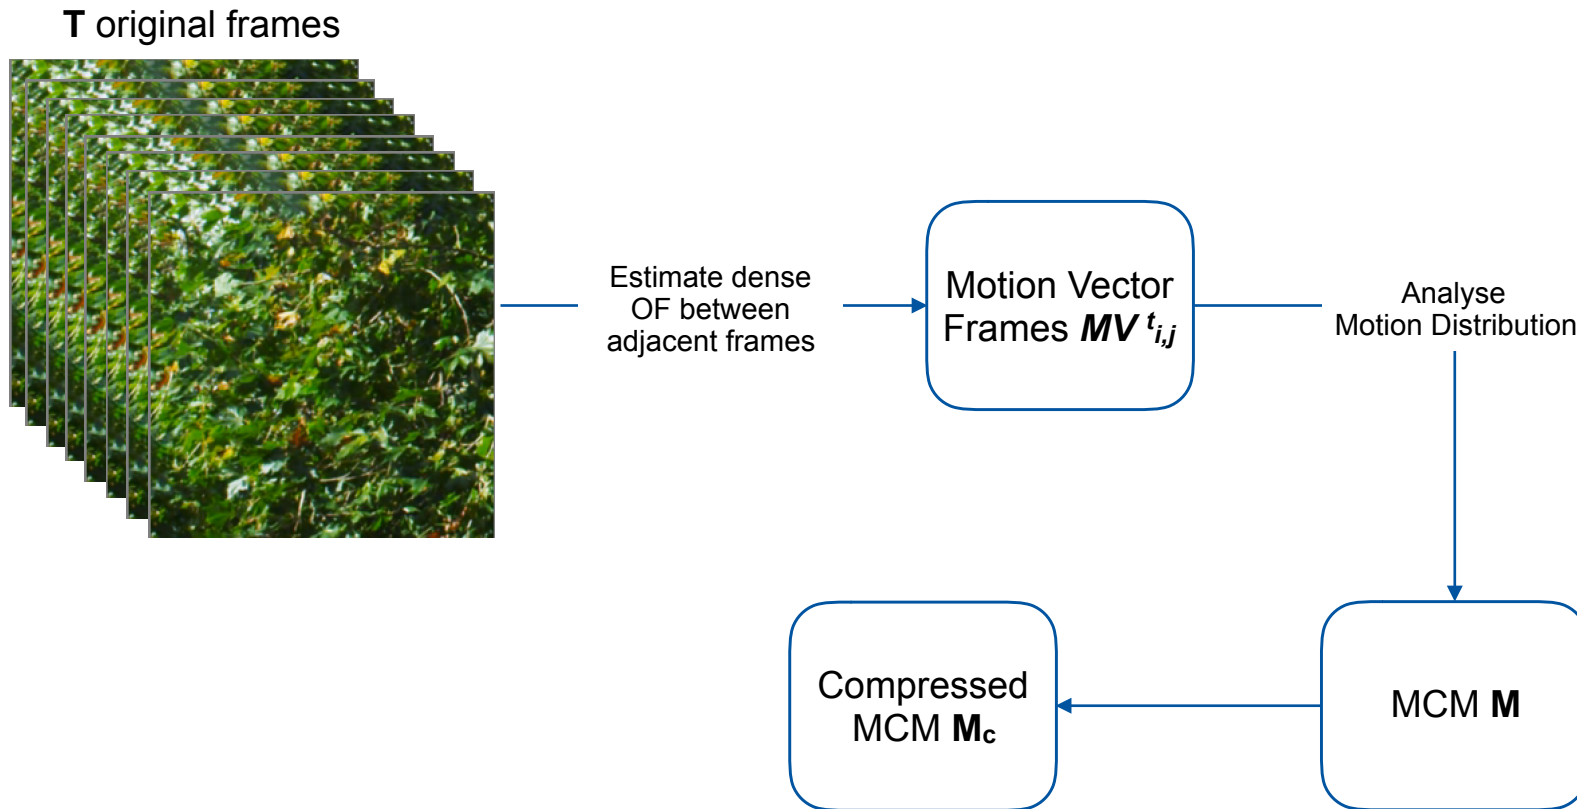 T original frames
Estimate dense
OF between
adjacent frames
Motion Vector
Frames MV t i,j
Analyse
Motion Distribution
Compressed
MCM Mc
MCM M